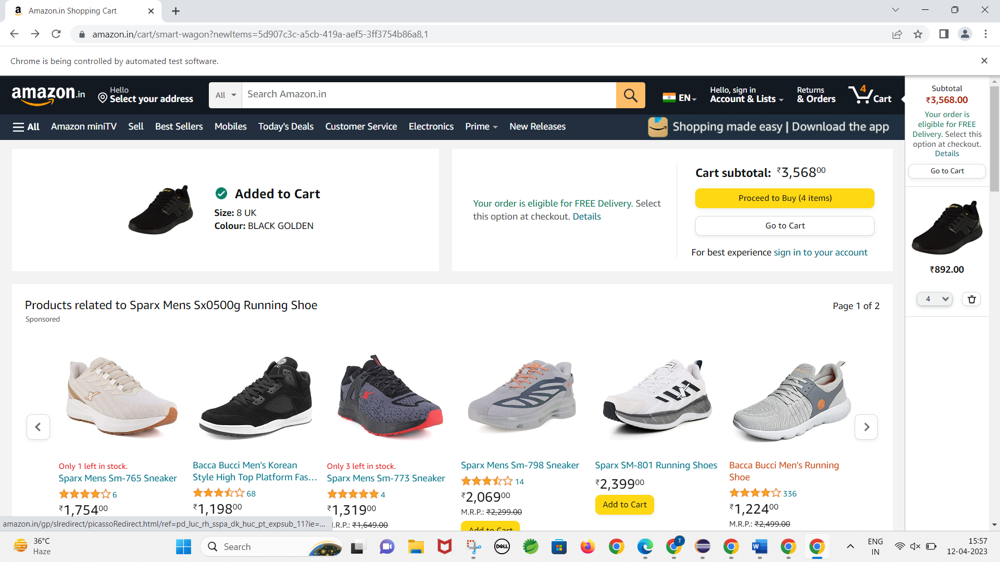 Amazon.in Shopping Cart
amazon.in/cart/smart-wagon?newItems=5d907c3c-a5cb-419a-aef5-3ff3754b86a8,1
Chrome is being controlled by automated test software.
amazon.in
Hello
Select your address
All
Search Amazon.in
EN
Hello, sign in
Account & Lists
Returns
& Orders
4
Cart
All
Amazon miniTV
Sell
Best Sellers
Mobiles
Today's Deals
Customer Service
Electronics
Prime
New Releases
Shopping made easy | Download the app
Subtotal
₹3,568.00
Your order is
eligible for FREE
Delivery. Select this
option at checkout.
Details
Go to Cart
₹892.00
4
Added to Cart
Size: 8 UK
Colour: BLACK GOLDEN
Your order is eligible for FREE Delivery. Select
this option at checkout. Details
Cart subtotal: ₹3,56800
Proceed to Buy (4 items)
Go to Cart
For best experience sign in to your account
Products related to Sparx Mens Sx0500g Running Shoe
Sponsored
Page 1 of 2
Only 1 left in stock.
Sparx Mens Sm-765 Sneaker
6
₹1,75400
Bacca Bucci Men's Korean
Style High Top Platform Fas…
68
₹1,19800
Only 3 left in stock.
Sparx Mens Sm-773 Sneaker
4
₹1,31900
.R.P.: ₹1,649.00
Sparx Mens Sm-798 Sneaker
14
₹2,06900
M.R.P.: ₹2,299.00
Add to Cart
Sparx SM-801 Running Shoes
₹2,39900
Add to Cart
Bacca Bucci Men's Running
Shoe
336
₹1,22400
M.R.P.: ₹2,499.00
amazon.in/gp/slredirect/picassoRedirect.html/ref=pd_luc_rh_sspa_dk_huc_pt_expsub_11?ie=...
36°C
Haze
Search
DELL
T
W
ENG
IN
15:57
12-04-2023